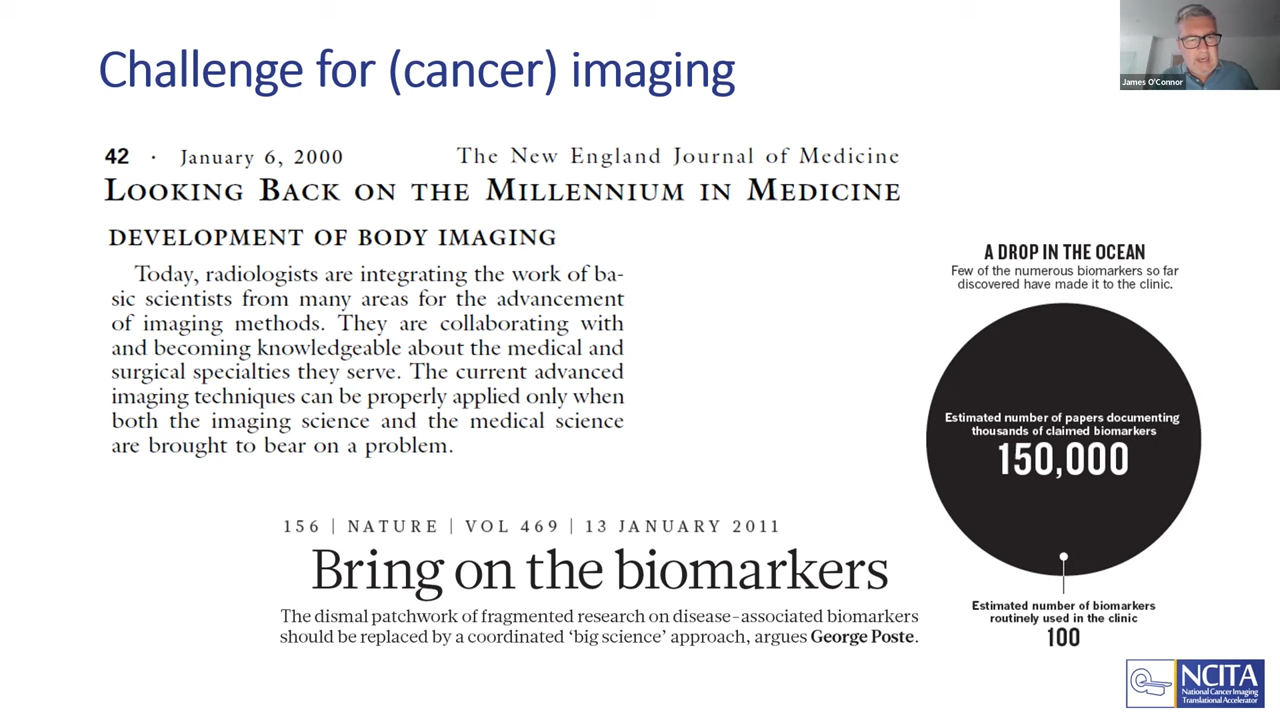 Challenge for (cancer) imaging
James O'Connor
42 · January 6, 2000 The New England Journal of Medicine
LOOKING BACK ON THE MILLENNIUM IN MEDICINE
DEVELOPMENT OF BODY IMAGING
Today, radiologists are integrating the work of ba-
sic scientists from many areas for the advancement
of imaging methods. They are collaborating with
and becoming knowledgeable about the medical and
surgical specialties they serve. The current advanced
imaging techniques can be properly applied only when
both the imaging science and the medical science
are brought to bear on a problem.
156 | NATURE | VOL 469 | 13 JANUARY 2011
Bring on the biomarkers
The dismal patchwork of fragmented research on disease-associated biomarkers
should be replaced by a coordinated ‘big science’ approach, argues George Poste.
A DROP IN THE OCEAN
Few of the numerous biomarkers so far
discovered have made it to the clinic.
Estimated number of papers documenting
thousands of claimed biomarkers
150,000
Estimated number of biomarkers
routinely used in the clinic
100
NCITA
National Cancer Imaging
Translational Accelerator